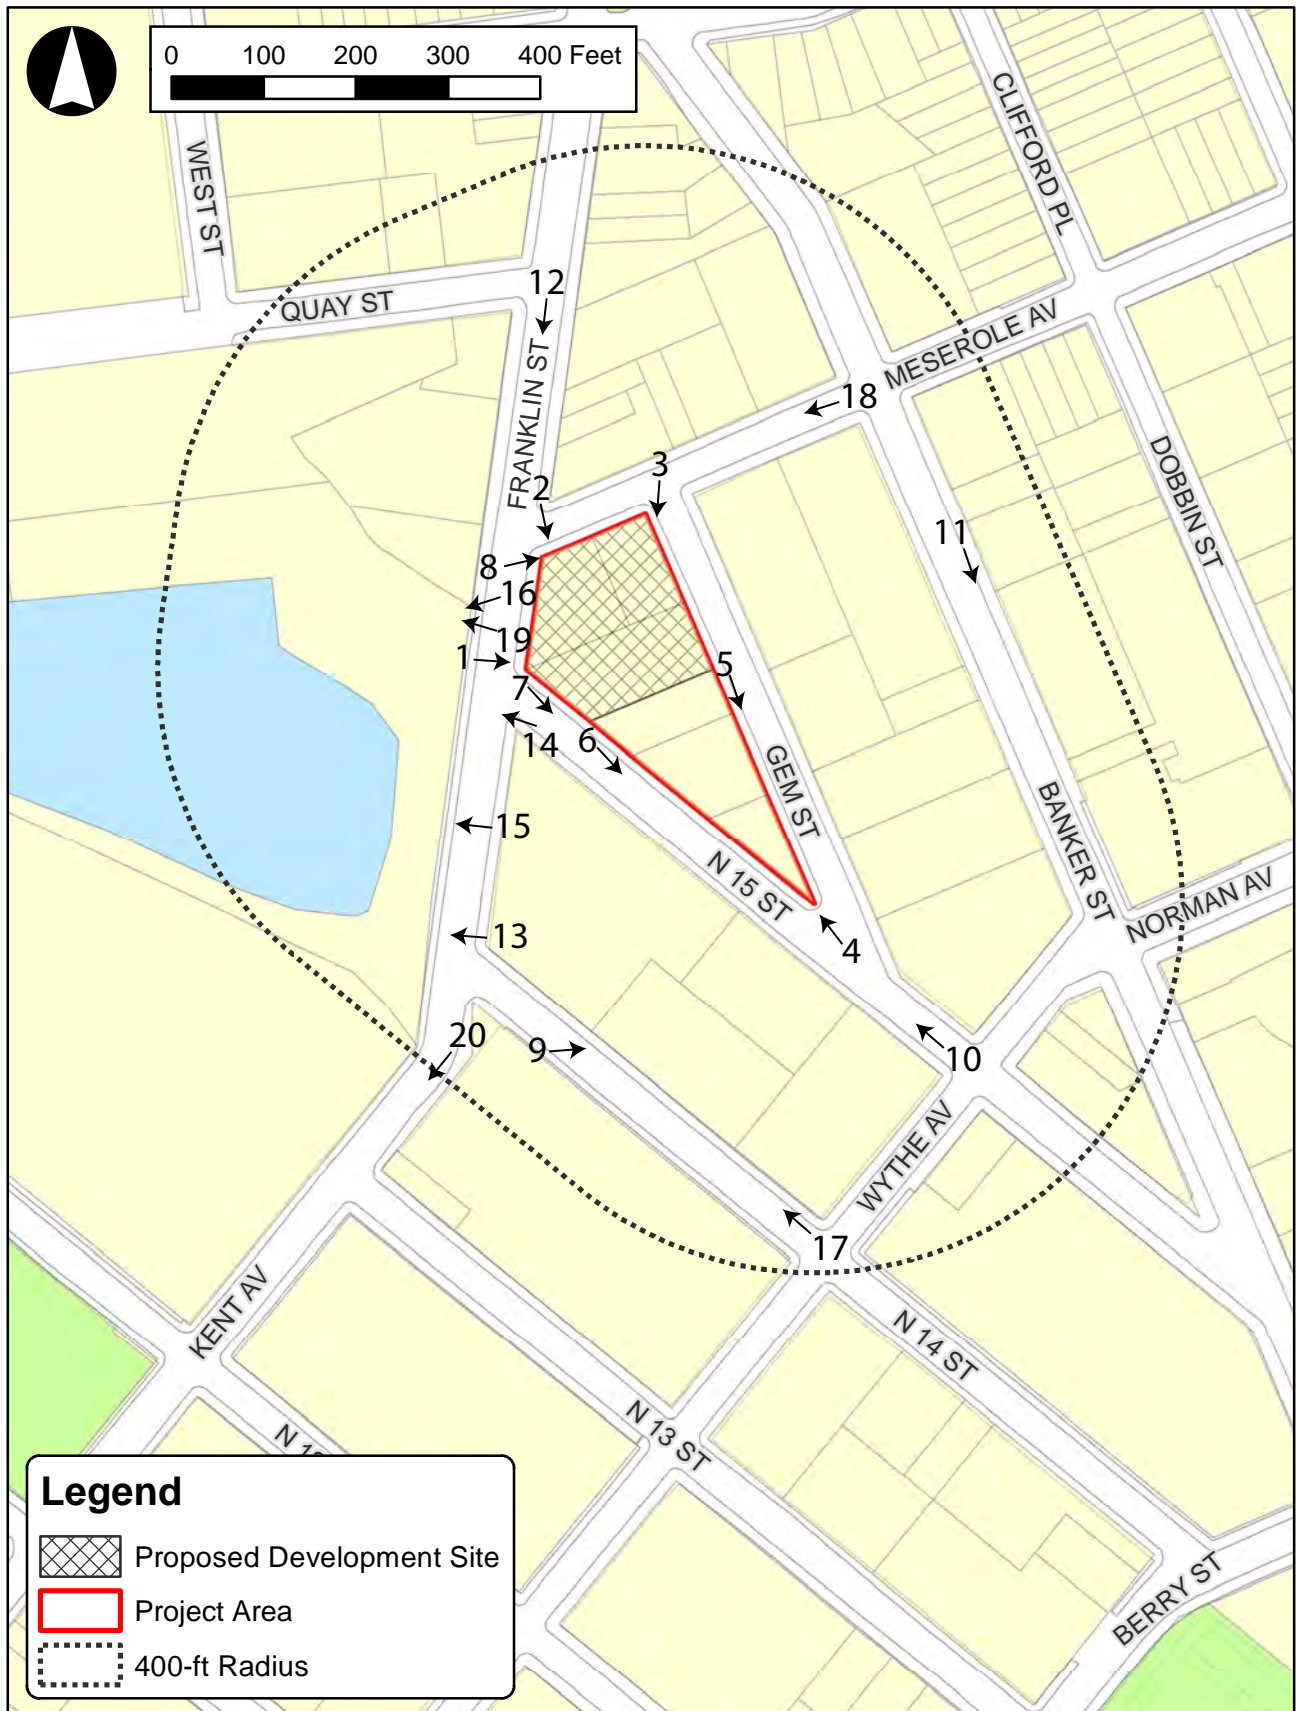 0 100 200 300 400 Feet
CLIFFORD PL
WEST ST
12
QUAY ST
MESEROLE AV
FRANKLIN ST
18
3
2
DOBBIN ST
11
8
16
19
1
5
7
14
6
GEM ST
BANKER ST
15
N 15 ST
NORMAN AV
13
4
20
9
10
WYTHE AV
17
KENT AV
N 14 ST
N 13 ST
Legend
Proposed Development Site
Project Area
400-ft Radius
BERRY ST